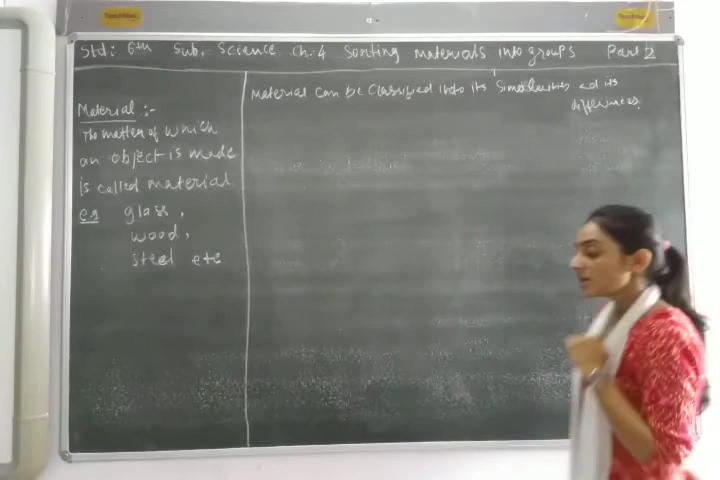 Std: 6th Sub. Science Ch:4 Sorting materials into groups Part 2
Material can be classified into its Similarities ad its
differences.
Material :-
The matter of which
an object is made
is called material
eg glass,
wood,
steel etc